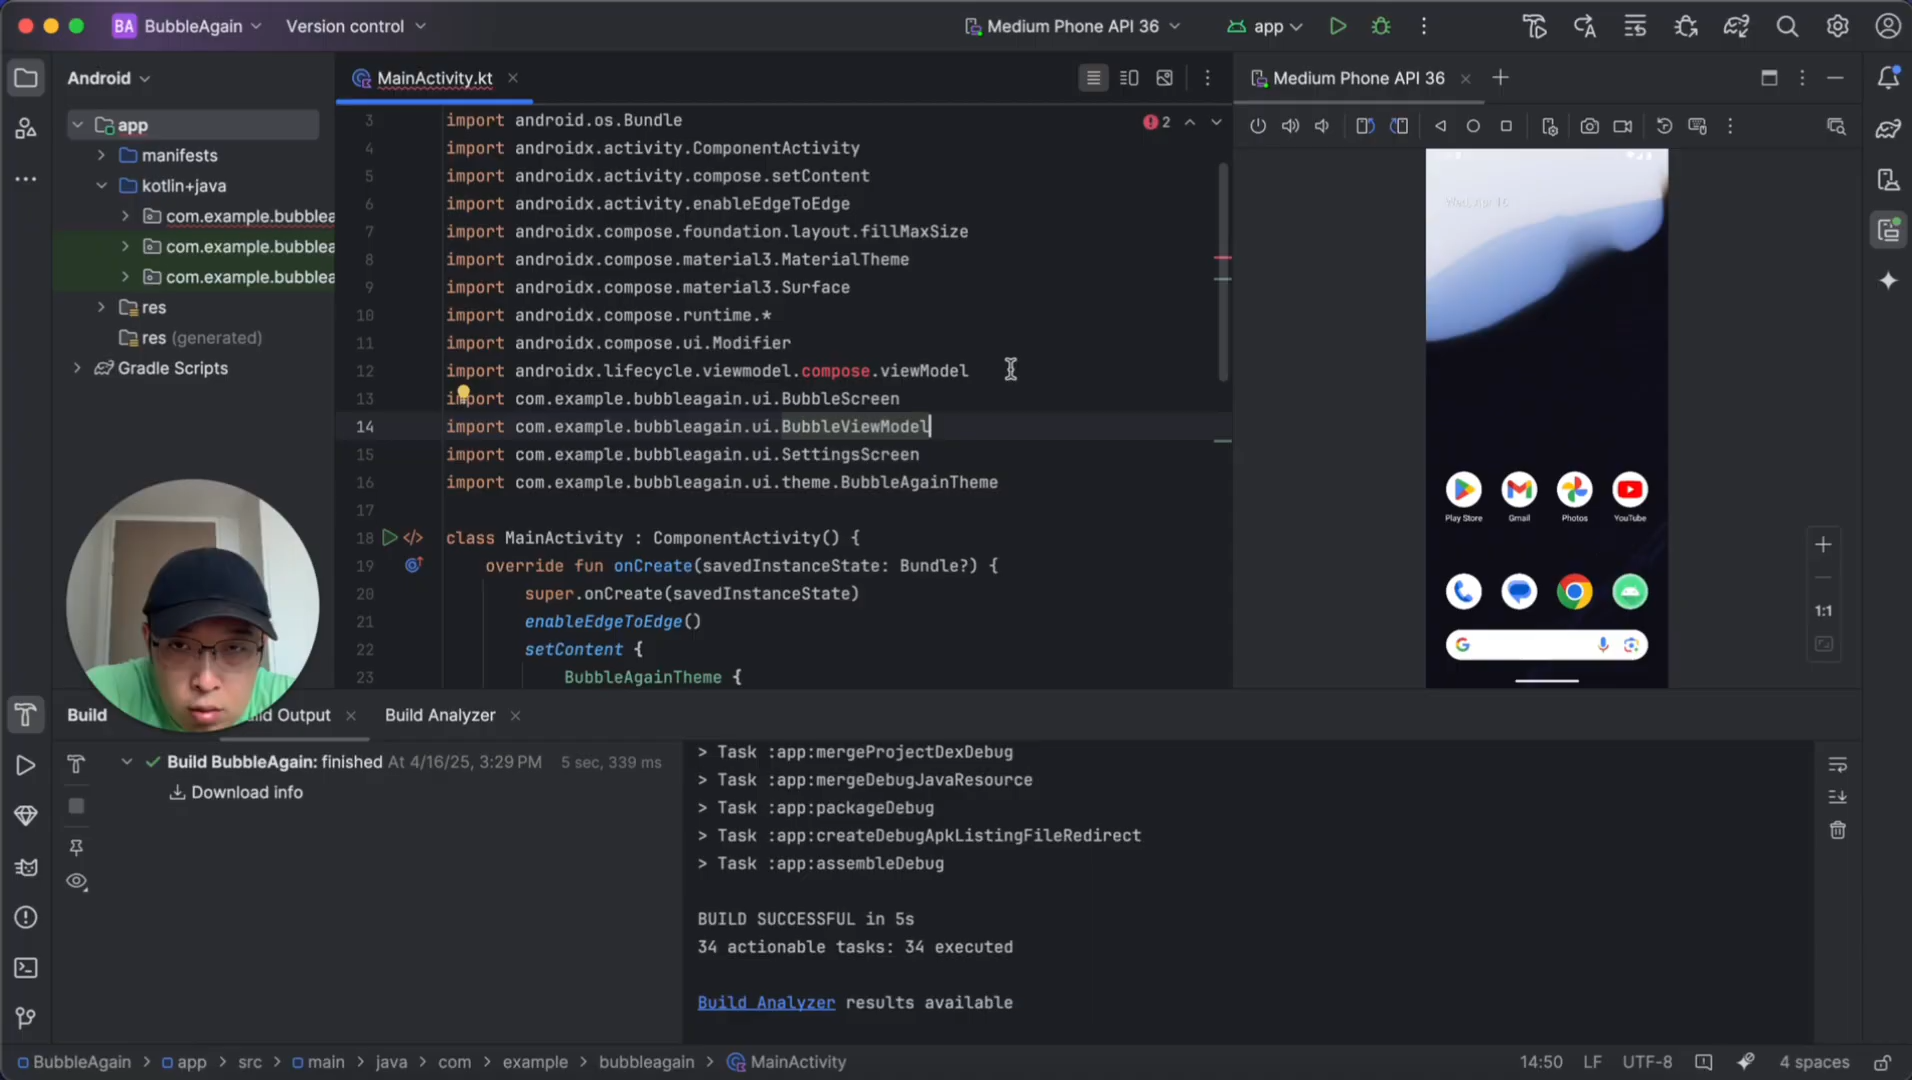 BA BubbleAgain Version control Medium Phone API 36 app
Android
MainActivity.kt
Medium Phone API 36
app
manifests
kotlin+java
com.example.bubblea
com.example.bubblea
com.example.bubblea
res
res (generated)
Gradle Scripts
2
3 import android.os.Bundle
4 import androidx.activity.ComponentActivity
5 import androidx.activity.compose.setContent
6 import androidx.activity.enableEdgeToEdge
7 import androidx.compose.foundation.layout.fillMaxSize
8 import androidx.compose.material3.MaterialTheme
9 import androidx.compose.material3.Surface
10 import androidx.compose.runtime.*
11 import androidx.compose.ui.Modifier
12 import androidx.lifecycle.viewmodel.compose.viewModel
13 import com.example.bubbleagain.ui.BubbleScreen
14 import com.example.bubbleagain.ui.BubbleViewModel
15 import com.example.bubbleagain.ui.SettingsScreen
16 import com.example.bubbleagain.ui.theme.BubbleAgainTheme
17
18 class MainActivity : ComponentActivity() {
19 override fun onCreate(savedInstanceState: Bundle?) {
20 super.onCreate(savedInstanceState)
21 enableEdgeToEdge()
22 setContent {
23 BubbleAgainTheme {
Wed, Apr 16
Play Store Gmail Photos YouTube
1:1
Build ild Output Build Analyzer
Build BubbleAgain: finished At 4/16/25, 3:29 PM 5 sec, 339 ms
Download info
> Task :app:mergeProjectDexDebug
> Task :app:mergeDebugJavaResource
> Task :app:packageDebug
> Task :app:createDebugApkListingFileRedirect
> Task :app:assembleDebug
BUILD SUCCESSFUL in 5s
34 actionable tasks: 34 executed
Build Analyzer results available
BubbleAgain > app > src > main > java > com > example > bubbleagain > MainActivity 14:50 LF UTF-8 4 spaces